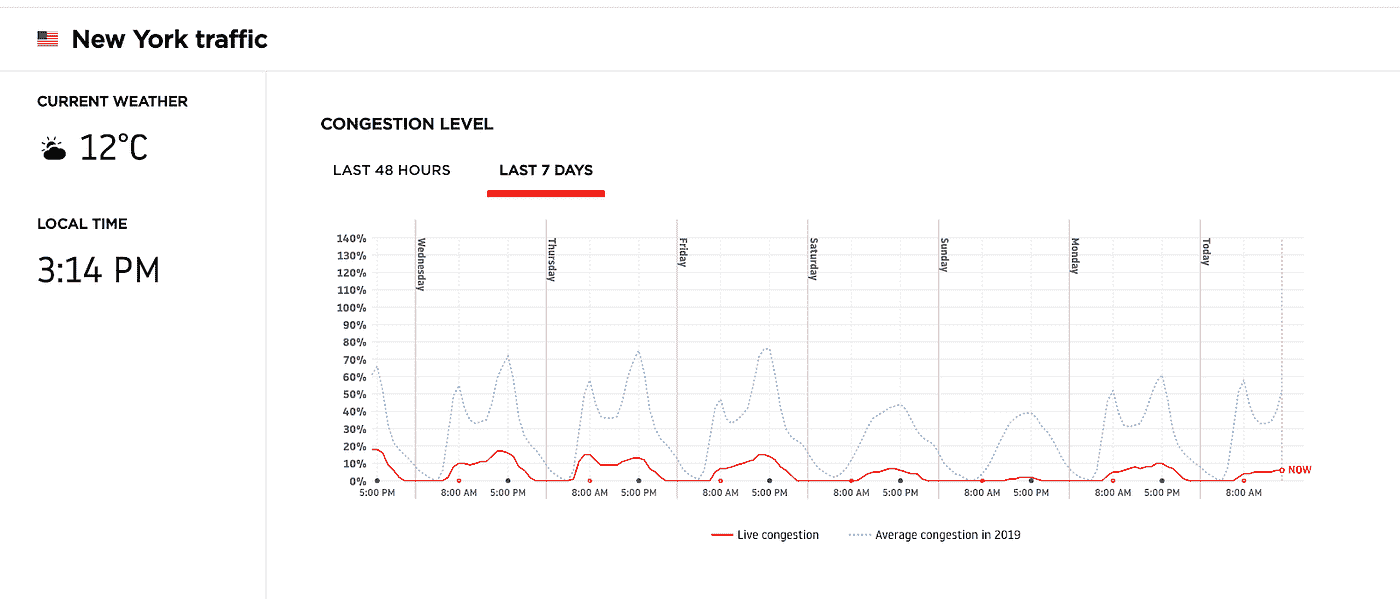 New York traffic
CURRENT WEATHER
12°C
LOCAL TIME
3:14 PM
CONGESTION LEVEL
LAST 48 HOURS LAST 7 DAYS
140%
130%
120%
110%
100%
90%
80%
70%
60%
50%
40%
30%
20%
10%
0%
Wednesday Thursday Friday Saturday Sunday Monday Today
NOW
5:00 PM 8:00 AM 5:00 PM 8:00 AM 5:00 PM 8:00 AM 5:00 PM 8:00 AM 5:00 PM 8:00 AM 5:00 PM 8:00 AM 5:00 PM 8:00 AM
Live congestion Average congestion in 2019